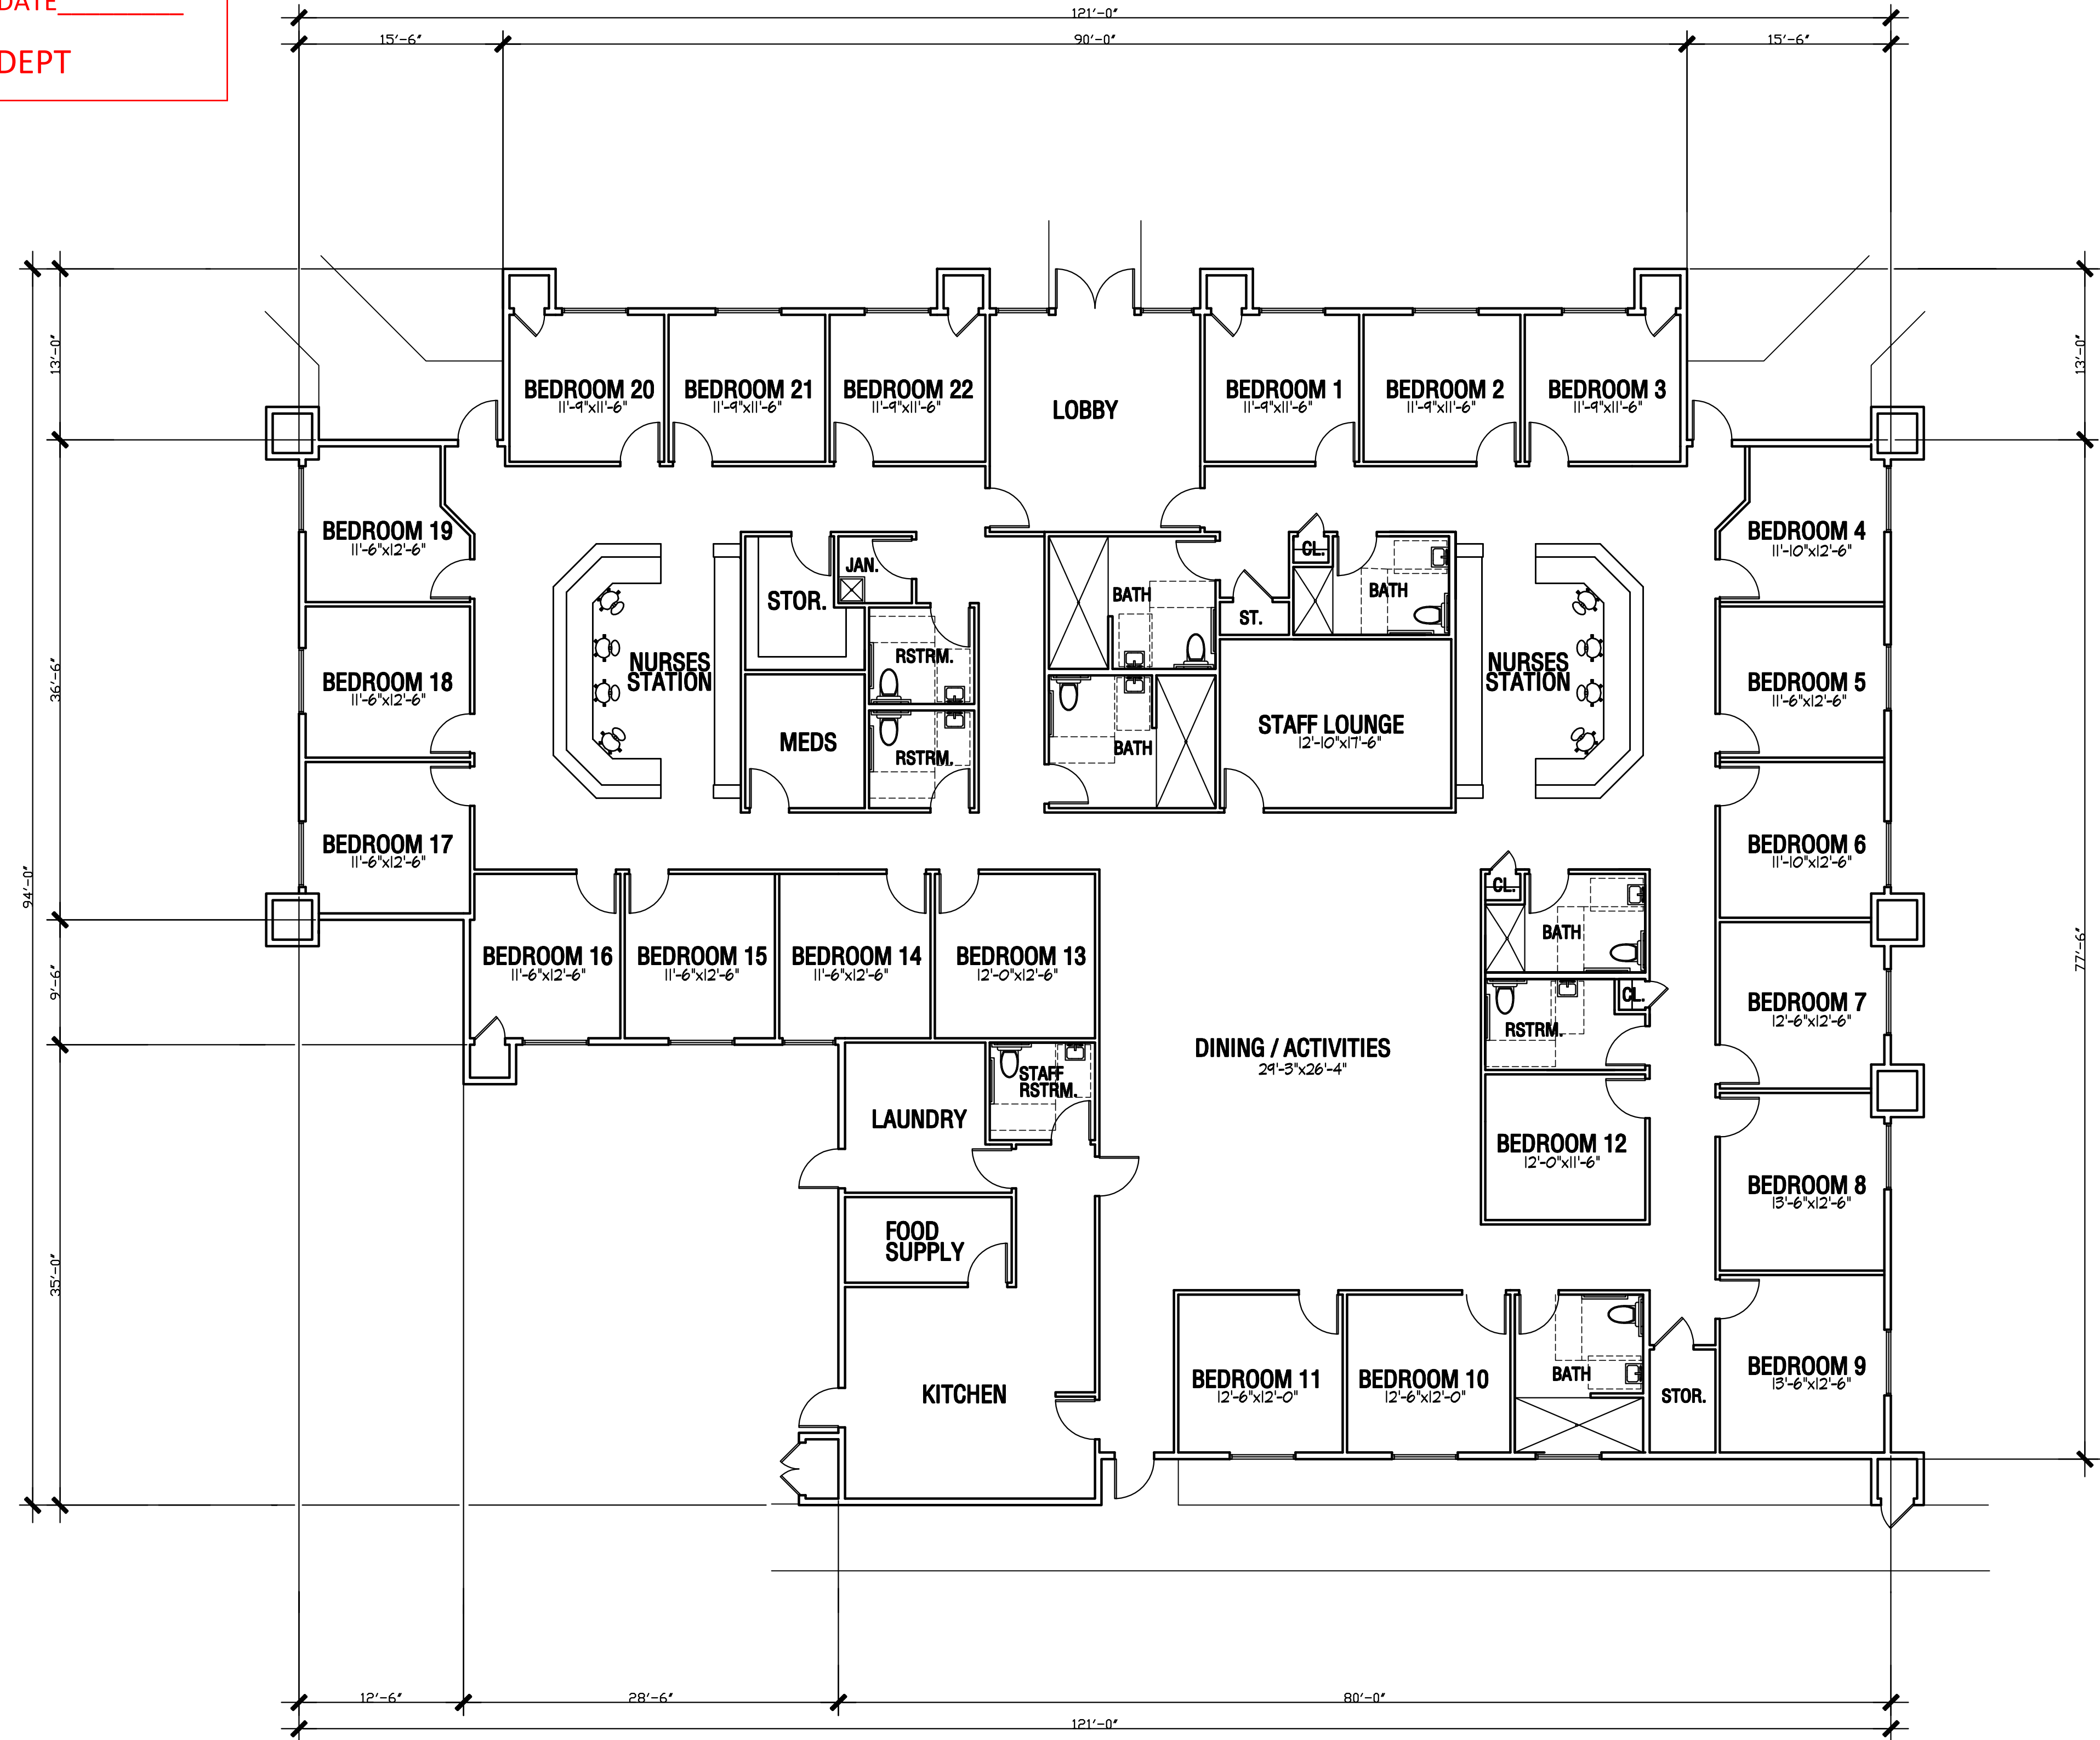 DATE____________
DEPT
121'-0"
15'-6"
90'-0"
15'-6"
13'-0"
13'-0"
BEDROOM 20
11'-9"x11'-6"
BEDROOM 21
11'-9"x11'-6"
BEDROOM 22
11'-9"x11'-6"
LOBBY
BEDROOM 1
11'-9"x11'-6"
BEDROOM 2
11'-9"x11'-6"
BEDROOM 3
11'-9"x11'-6"
BEDROOM 19
11'-6"x12'-6"
JAN.
STOR.
BATH
ST.
CL.
BATH
BEDROOM 4
11'-10"x12'-6"
36'-6"
BEDROOM 18
11'-6"x12'-6"
NURSES
STATION
RSTRM.
MEDS
RSTRM.
BATH
STAFF LOUNGE
12'-10"x17'-6"
NURSES
STATION
BEDROOM 5
11'-6"x12'-6"
BEDROOM 17
11'-6"x12'-6"
BEDROOM 6
11'-10"x12'-6"
94'-0"
77'-6"
9'-6"
BEDROOM 16
11'-6"x12'-6"
BEDROOM 15
11'-6"x12'-6"
BEDROOM 14
11'-6"x12'-6"
BEDROOM 13
12'-0"x12'-6"
CL.
BATH
CL.
RSTRM.
BEDROOM 7
12'-6"x12'-6"
DINING / ACTIVITIES
29'-3"x26'-4"
STAFF
RSTRM.
LAUNDRY
BEDROOM 12
12'-0"x11'-6"
BEDROOM 8
13'-6"x12'-6"
FOOD
SUPPLY
35'-0"
KITCHEN
BEDROOM 11
12'-6"x12'-0"
BEDROOM 10
12'-6"x12'-0"
BATH
STOR.
BEDROOM 9
13'-6"x12'-6"
12'-6"
28'-6"
80'-0"
121'-0"